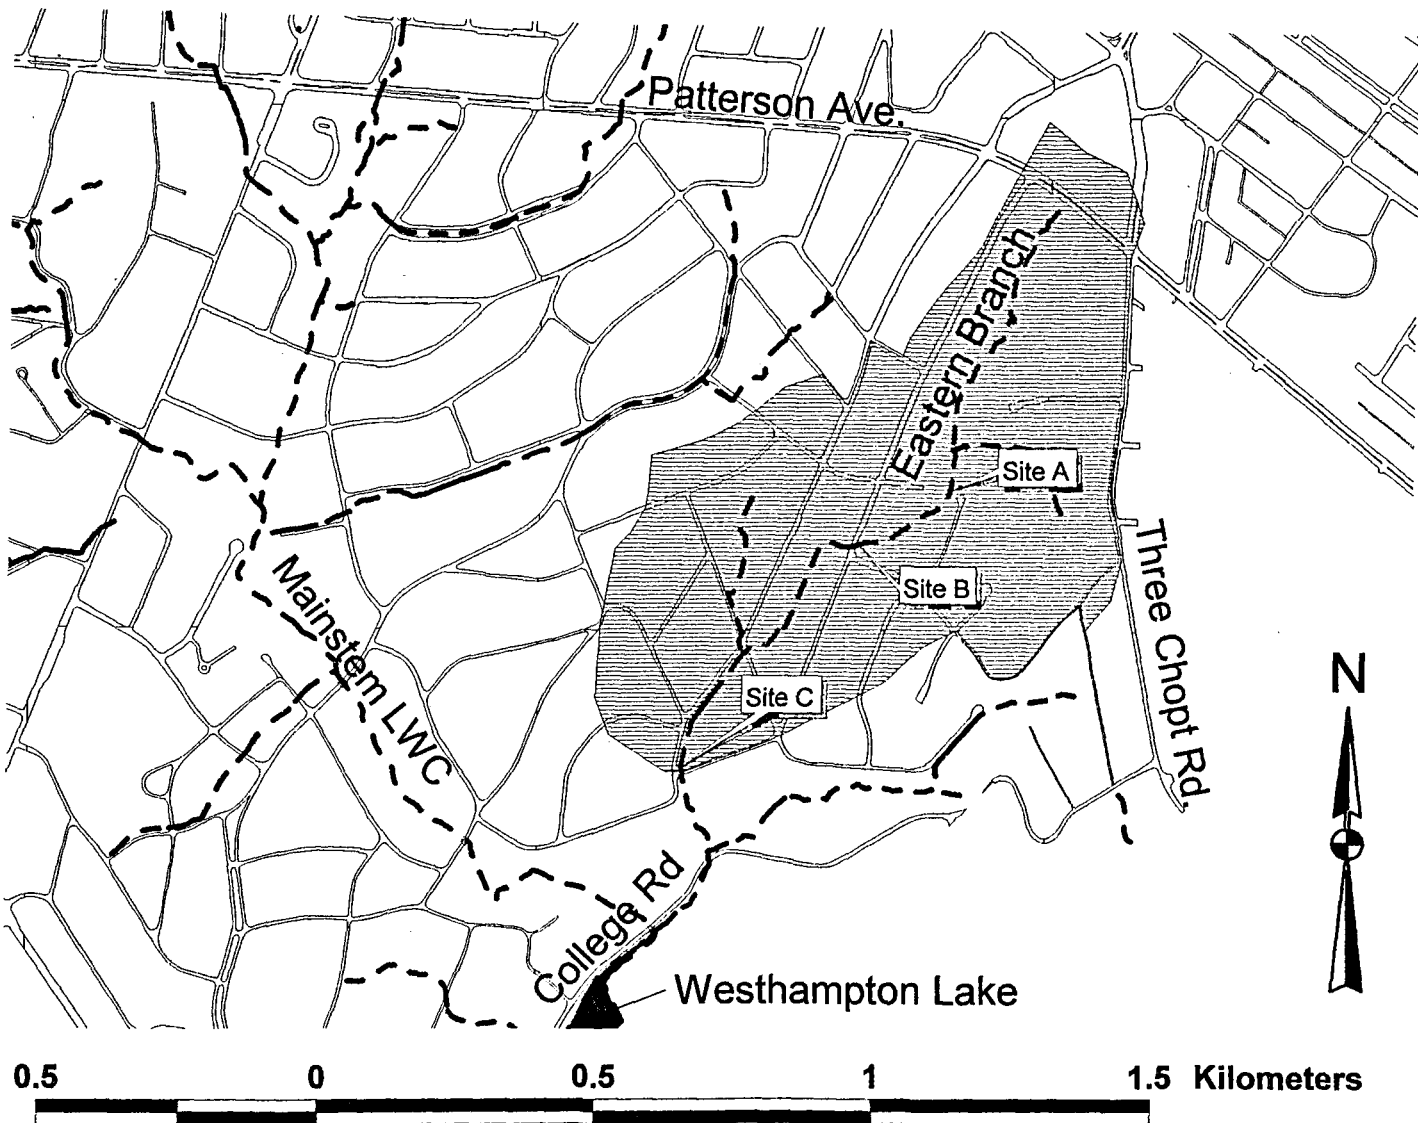 Patterson Ave.
Eastern Branch
Site A
Three Chopt Rd.
Site B
Mainstem LWC
N
Site C
College Rd
Westhampton Lake
0.5 0 0.5 1 1.5 Kilometers